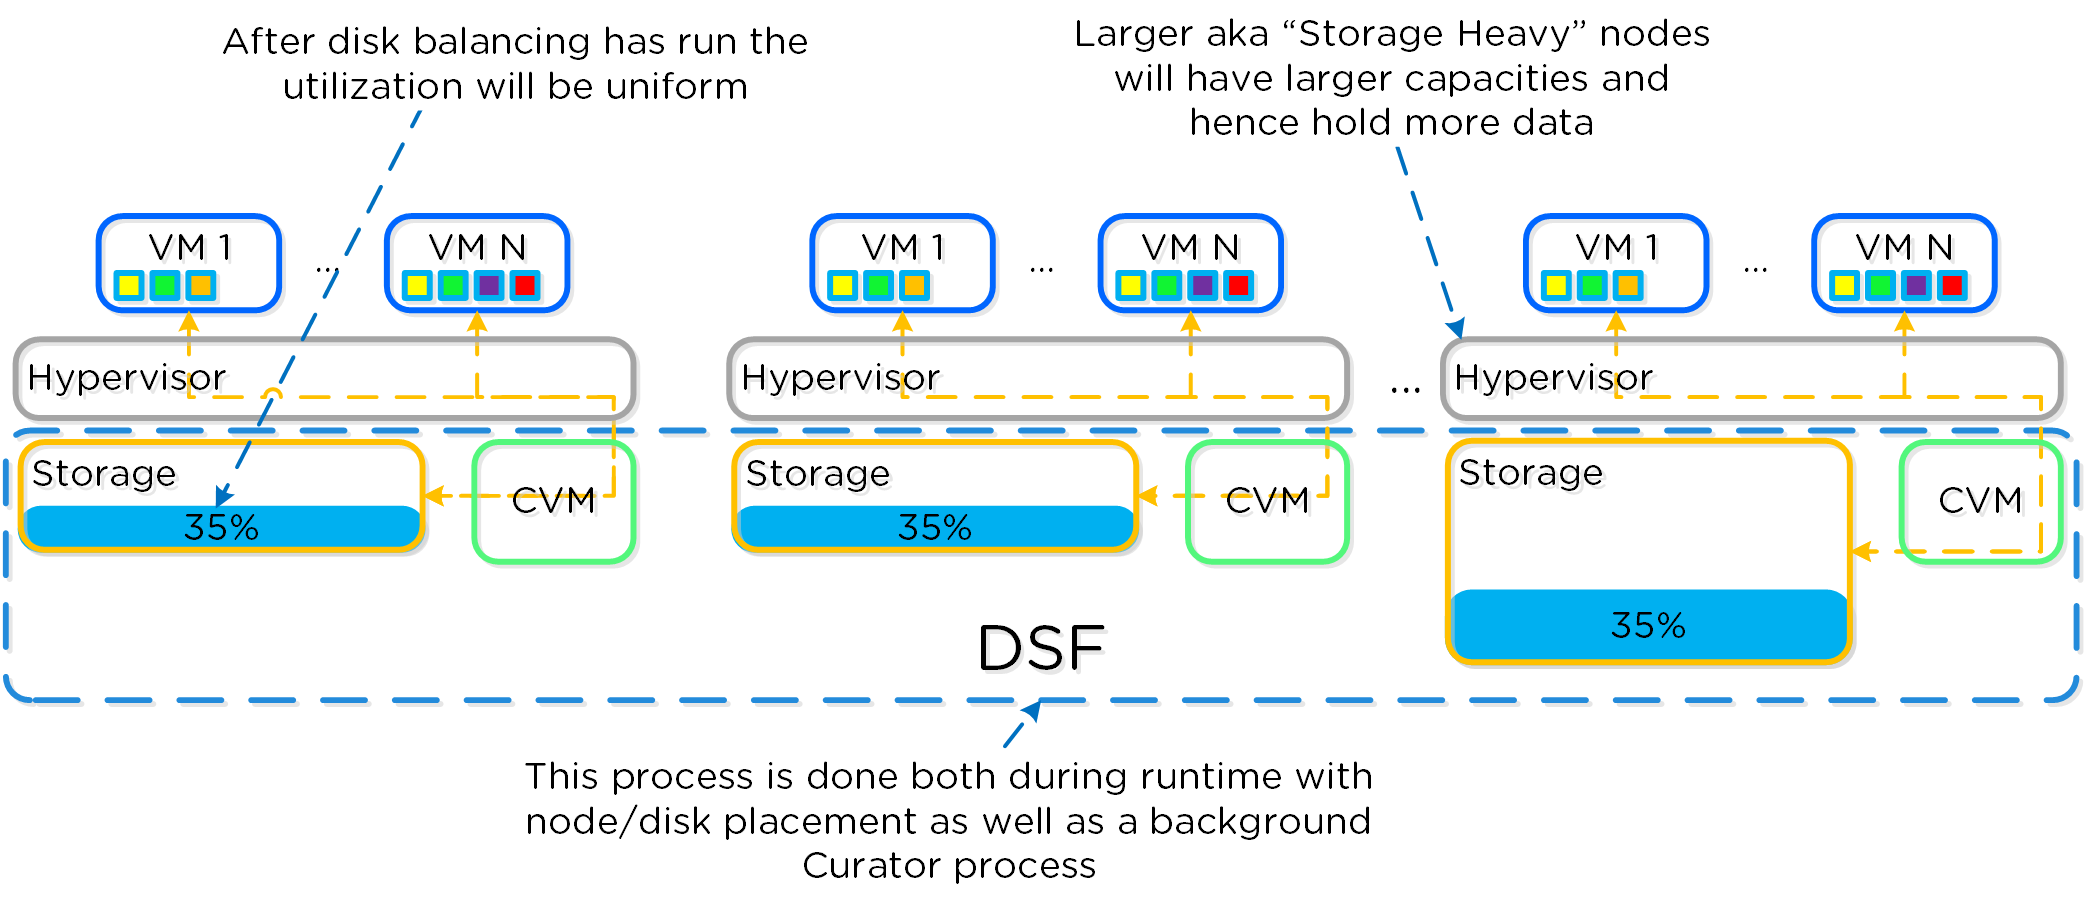 After disk balancing has run the
utilization will be uniform
Larger aka “Storage Heavy” nodes
will have larger capacities and
hence hold more data
VM 1
...
VM N
VM 1
...
VM N
VM 1
...
VM N
Hypervisor
Hypervisor
...
Hypervisor
Storage
35%
CVM
Storage
35%
CVM
Storage
35%
CVM
DSF
This process is done both during runtime with
node/disk placement as well as a background
Curator process